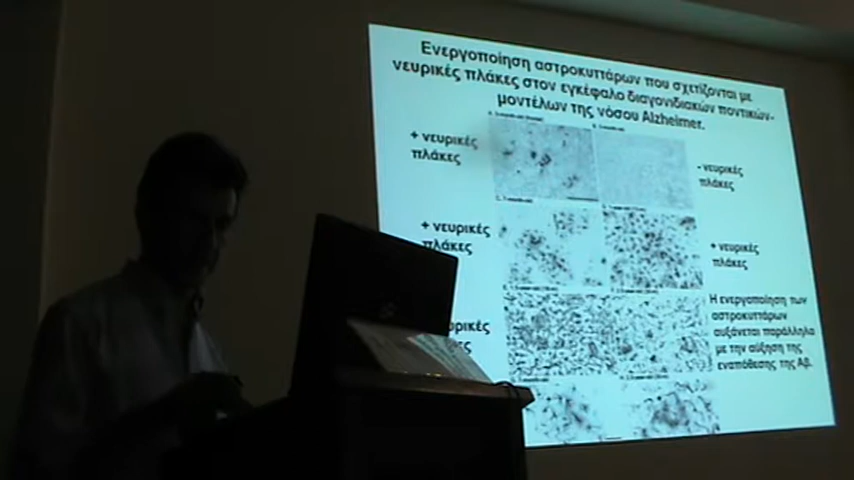 Ενεργοποίηση αστροκυττάρων που σχετίζονται με
νευρικές πλάκες στον εγκέφαλο διαγονιδιακών ποντικών-
μοντέλων της νόσου Alzheimer.
+ νευρικές
πλάκες
- νευρικές
πλάκες
+ νευρικές
πλάκες
+ νευρικές
πλάκες
Η ενεργοποίηση των
αστροκυττάρων
αυξάνεται παράλληλα
με την αύξηση της
εναπόθεσης της Αβ.